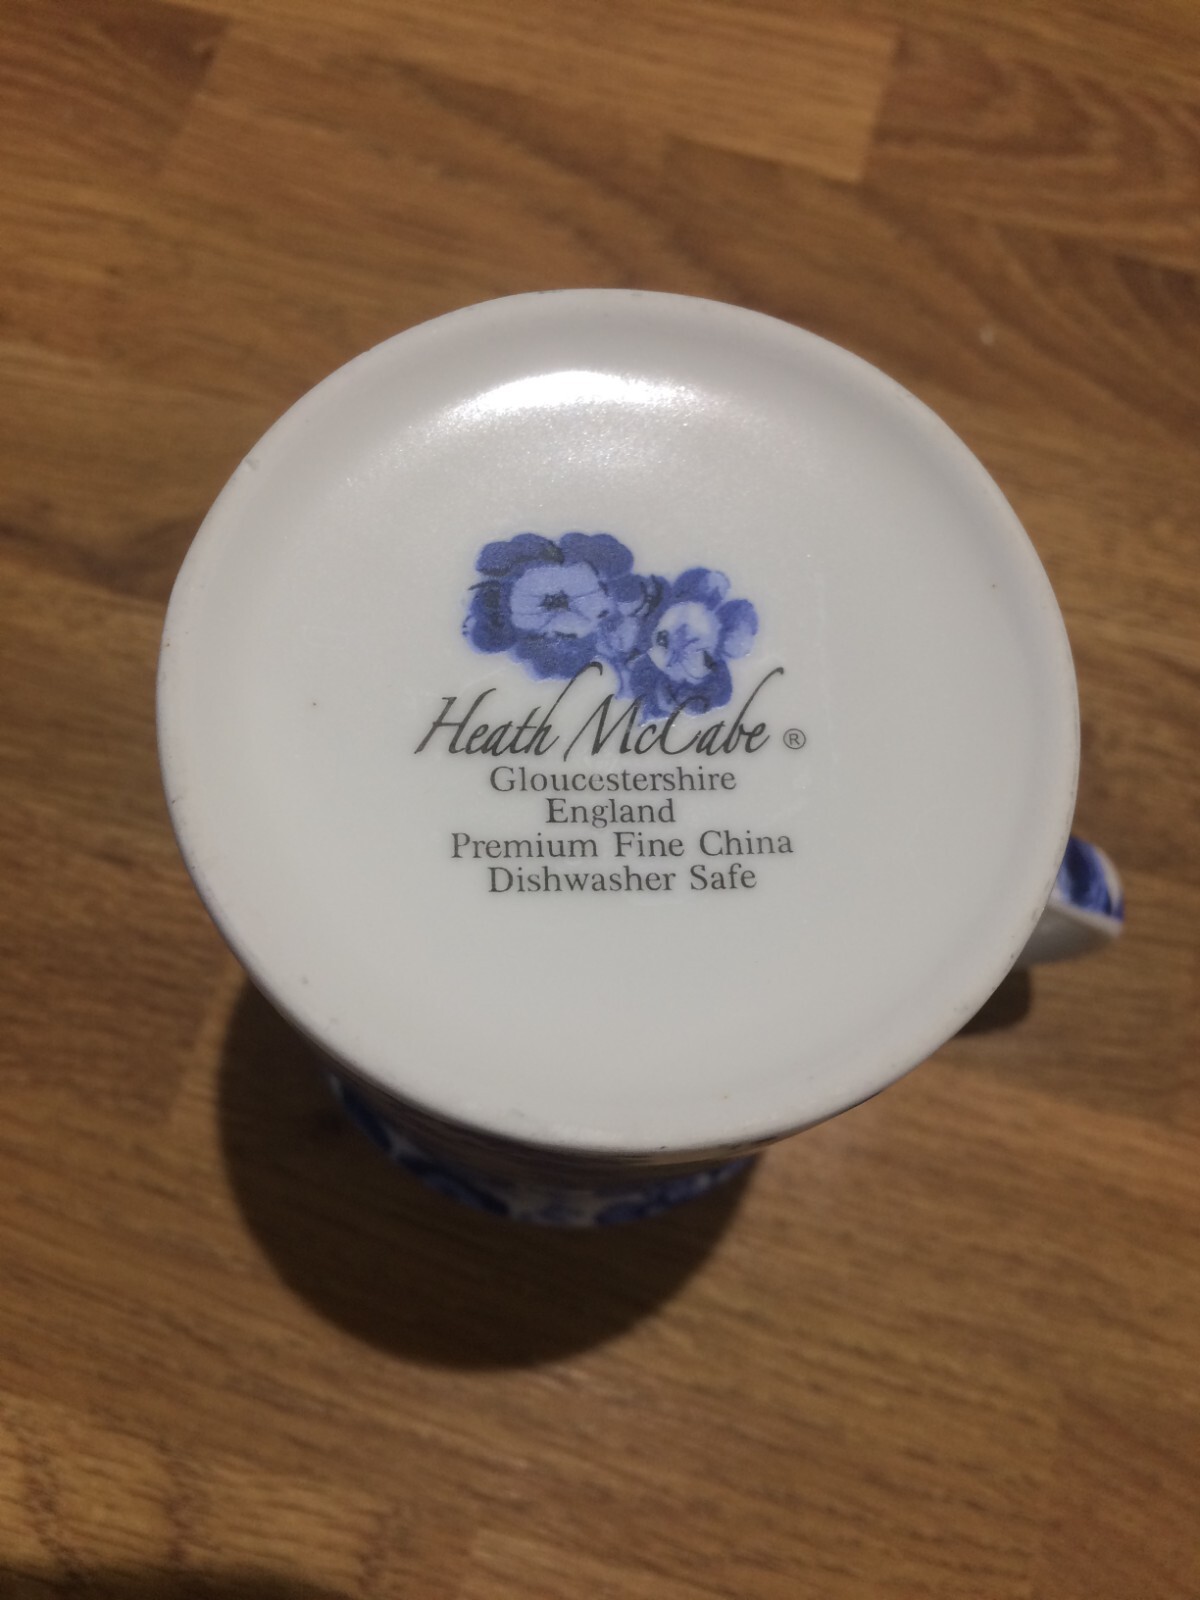 Heath McCabe ®
Gloucestershire
England
Premium Fine China
Dishwasher Safe